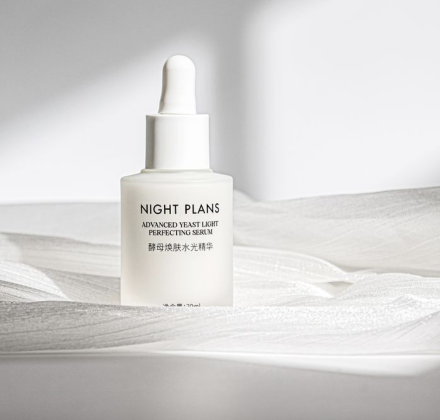 NIGHT PLANS
ADVANCED YEAST LIGHT
PERFECTING SERUM
酵母焕肤水光精华